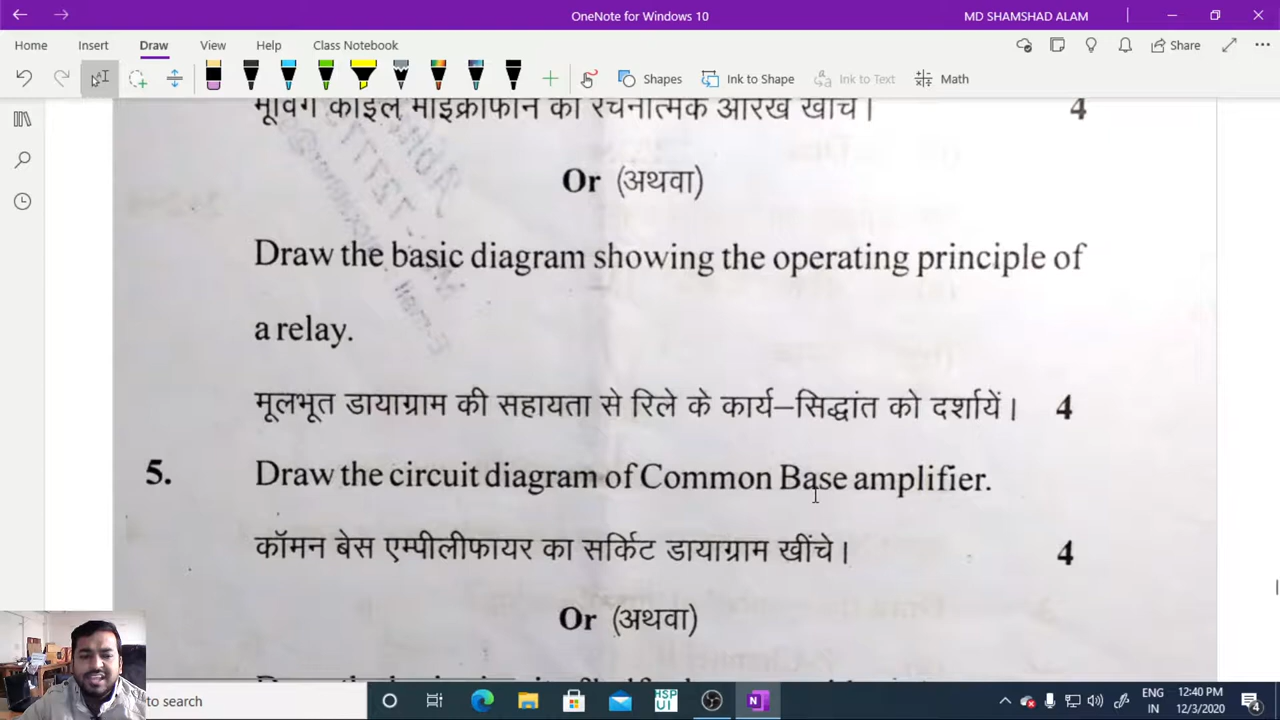 OneNote for Windows 10
MD SHAMSHAD ALAM
Home Insert Draw View Help Class Notebook
Share
Shapes Ink to Shape Ink to Text Math
मूविंग कॉइल माइक्रोफोन का रचनात्मक आरेख खींचे। 4
Or (अथवा)
Draw the basic diagram showing the operating principle of
a relay.
मूलभूत डायाग्राम की सहायता से रिले के कार्य–सिद्धांत को दर्शायें। 4
5. Draw the circuit diagram of Common Base amplifier.
कॉमन बेस एम्पीलीफायर का सर्किट डायाग्राम खींचे। 4
Or (अथवा)
to search
HSP
UI
ENG
IN
12:40 PM
12/3/2020
4